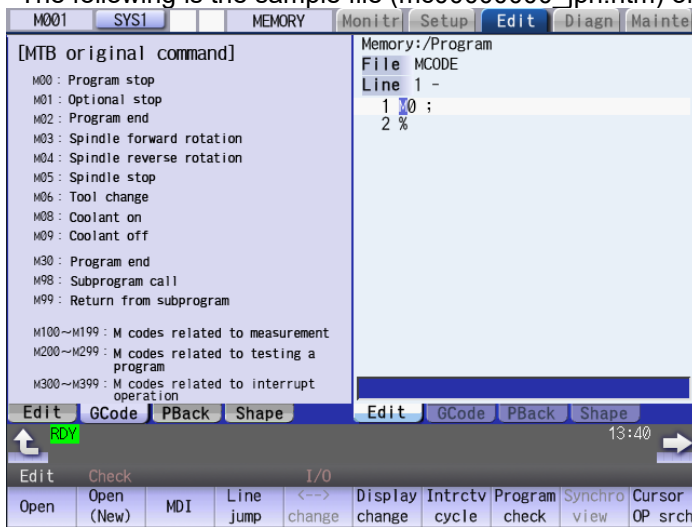 The following is the sample file (mc00000000_jpn.htm) of
M001 SYS1 MEMORY Monitr Setup Edit Diagn Mainte
[MTB original command]
M00 : Program stop
M01 : Optional stop
M02 : Program end
M03 : Spindle forward rotation
M04 : Spindle reverse rotation
M05 : Spindle stop
M06 : Tool change
M08 : Coolant on
M09 : Coolant off
M30 : Program end
M98 : Subprogram call
M99 : Return from subprogram
M100~M199 : M codes related to measurement
M200~M299 : M codes related to testing a
program
M300~M399 : M codes related to interrupt
operation
Memory:/Program
File MCODE
Line 1 -
1 M0 ;
2 %
Edit GCode PBack Shape
Edit GCode PBack Shape
RDY
13:40
Edit Check I/O
Open
Open (New)
MDI
Line jump
<--> change
Display change
Intrctv cycle
Program check
Synchro view
Cursor OP srch